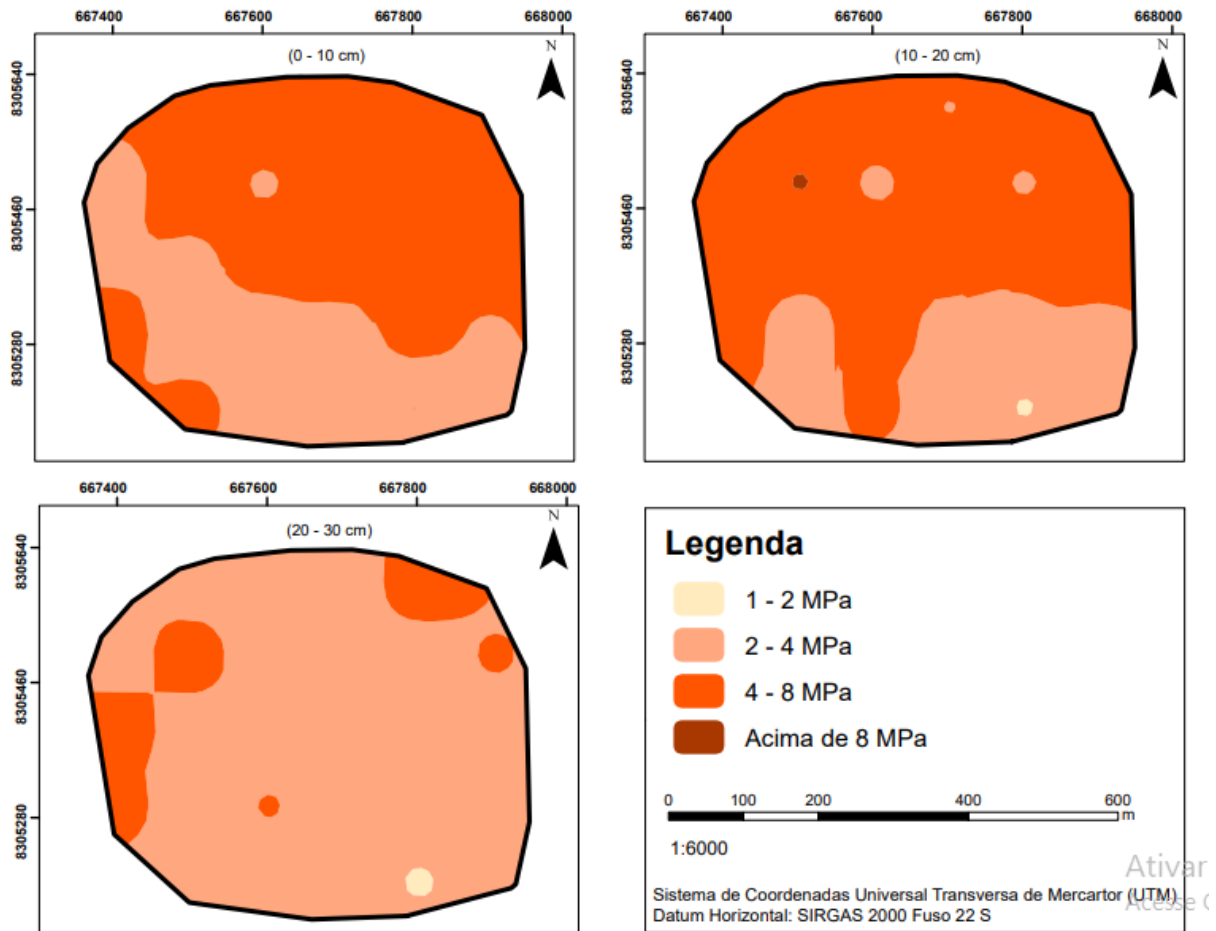 667400 667600 667800 668000
(0 - 10 cm)
N
8305640
8305460
8305280
667400 667600 667800 668000
(10 - 20 cm)
N
8305640
8305460
8305280
667400 667600 667800 668000
(20 - 30 cm)
N
8305640
8305460
8305280
Legenda
1 - 2 MPa
2 - 4 MPa
4 - 8 MPa
Acima de 8 MPa
0 100 200 400 600
m
1:6000
Sistema de Coordenadas Universal Transversa de Mercartor (UTM)
Datum Horizontal: SIRGAS 2000 Fuso 22 S
Ativar
Acesse